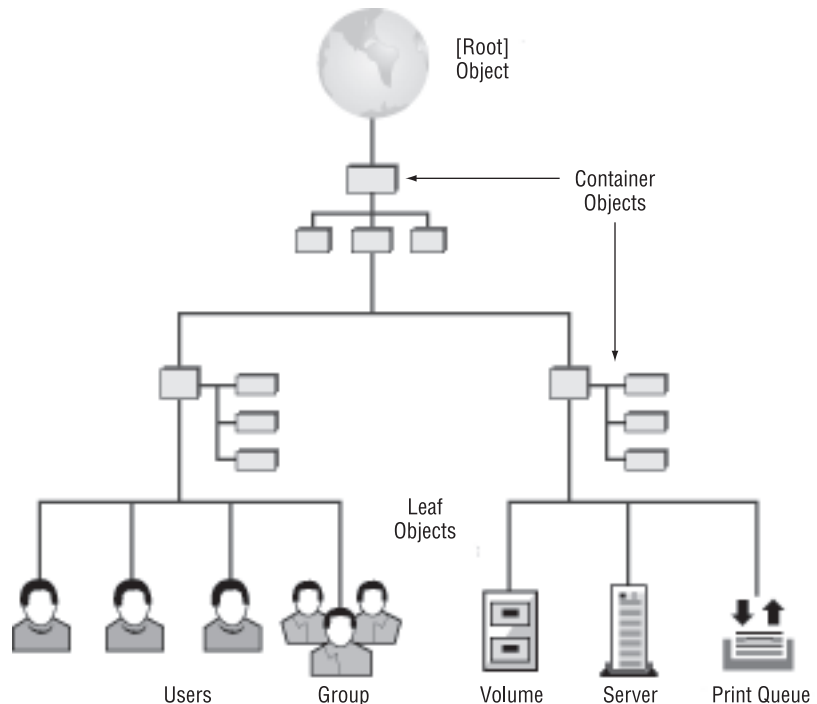 [Root]
Object
Container
Objects
Leaf
Objects
Users
Group
Volume
Server
Print Queue